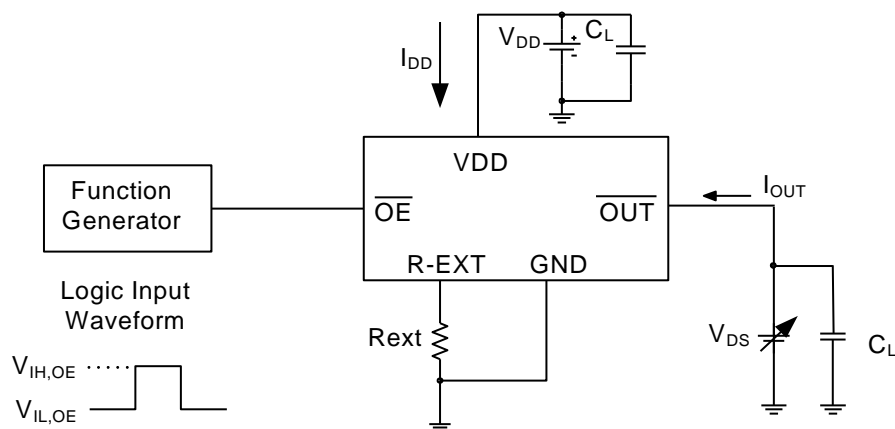 V_DD
C_L
I_DD
VDD
Function
Generator
OE
OUT
I_OUT
R-EXT
GND
Logic Input
Waveform
Rext
V_DS
C_L
V_IH,OE
V_IL,OE